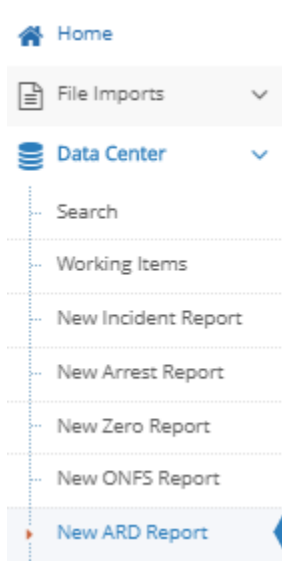 Home
File Imports
Data Center
Search
Working Items
New Incident Report
New Arrest Report
New Zero Report
New ONFS Report
New ARD Report